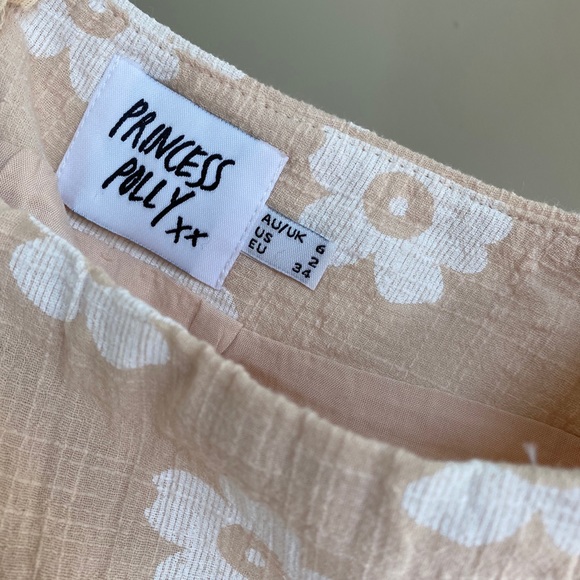 PRINCESS
POLLY
xx
AU/UK 6
US 2
EU 34